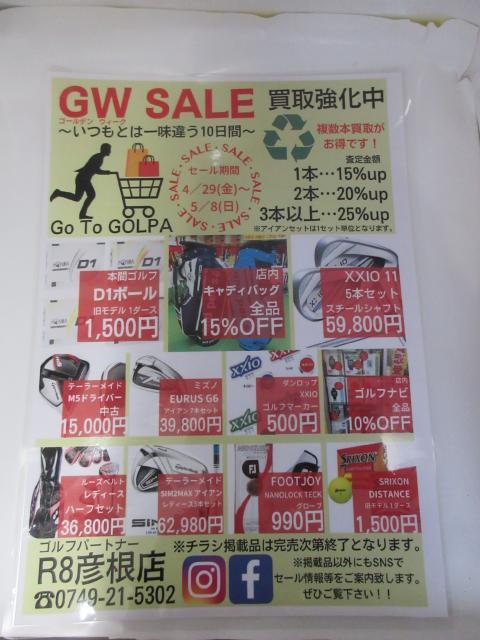 GW SALE
ゴールデン ウィーク
～いつもとは一味違う10日間～
買取強化中
複数本買取が
お得です！
査定金額
1本…15%up
2本…20%up
3本以上…25%up
※アイアンセットは1セット単位となります。
SALE・SALE・SALE・SALE・SALE・SALE
セール期間
4／29(金)～
5／8(日)
Go To GOLPA
D1
D1
本間ゴルフ
D1ボール
旧モデル 1ダース
1,500円
店内
キャディバッグ
全品
15%OFF
XXIO 11
5本セット
スチールシャフト
59,800円
テーラーメイド
M5ドライバー
中古
15,000円
ミズノ
EURUS G6
アイアン 7本セット
39,800円
XXIO
XXIO
ダンロップ
XXIO
ゴルフマーカー
500円
店内
ゴルフナビ
全品
10%OFF
ルーズベルト
レディース
ハーフセット
36,800円
テーラーメイド
SIM2MAX アイアン
レディース5本セット
62,980円
FJ
FOOTJOY
NANOLOCK TECK
グローブ
990円
SRIXON
SRIXON
DISTANCE
旧モデル 1ダース
1,500円
ゴルフパートナー
R8彦根店
☎0749-21-5302
※チラシ掲載品は完売次第終了となります。
※掲載品以外にもSNSで
セール情報等をご案内致します。
ぜひご覧下さい！！